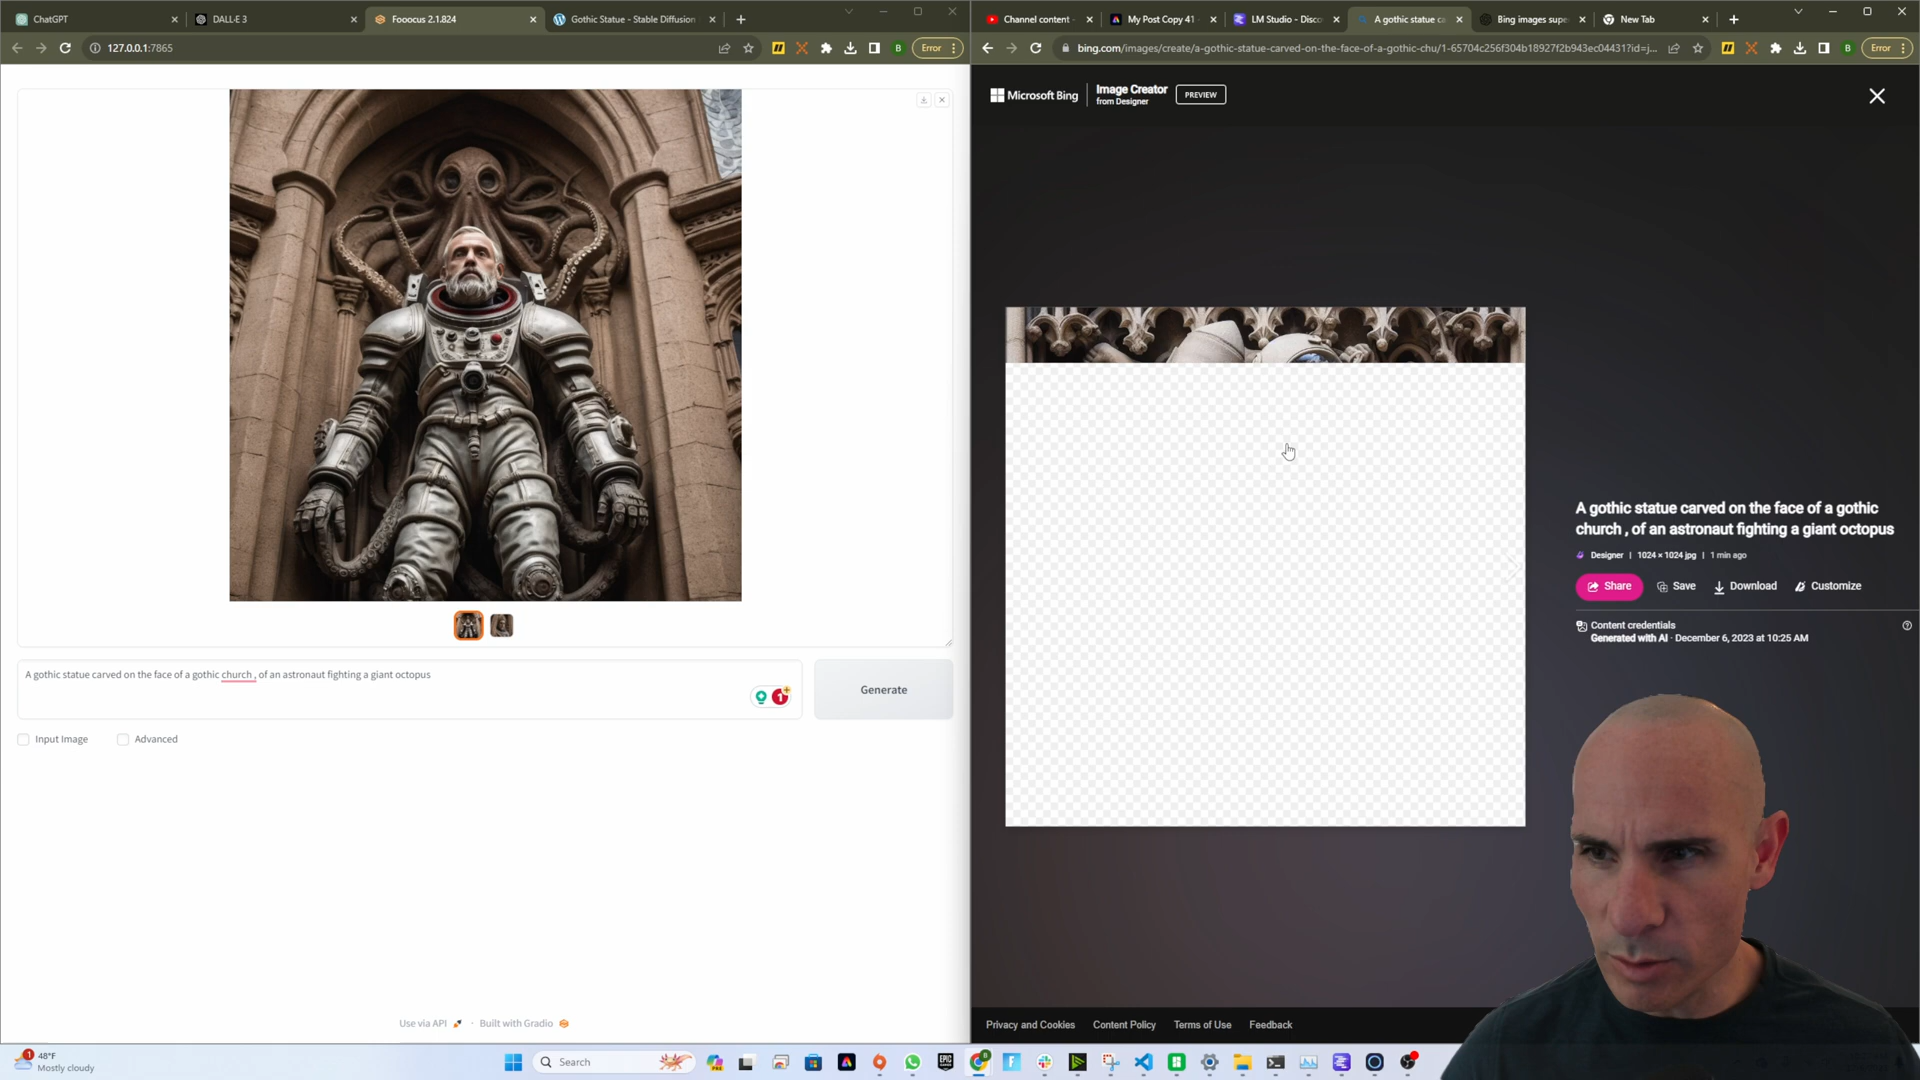 ChatGPT
DALL·E 3
Fooocus 2.1.824
Gothic Statue - Stable Diffusion
127.0.0.1:7865
Error
A gothic statue carved on the face of a gothic church , of an astronaut fighting a giant octopus
1
Generate
Input Image
Advanced
Use via API
·
Built with Gradio
Channel content -
My Post Copy 41 -
LM Studio - Disco
A gothic statue ca
Bing images supe
New Tab
bing.com/images/create/a-gothic-statue-carved-on-the-face-of-a-gothic-chu/1-65704c256f304b18927f2b943ec04431?id=j...
B
Error
Microsoft Bing
Image Creator
from Designer
PREVIEW
A gothic statue carved on the face of a gothic
church , of an astronaut fighting a giant octopus
Designer | 1024 × 1024 jpg | 1 min ago
Share
Save
Download
Customize
Content credentials
Generated with AI · December 6, 2023 at 10:25 AM
Privacy and Cookies
Content Policy
Terms of Use
Feedback
1
48°F
Mostly cloudy
Search